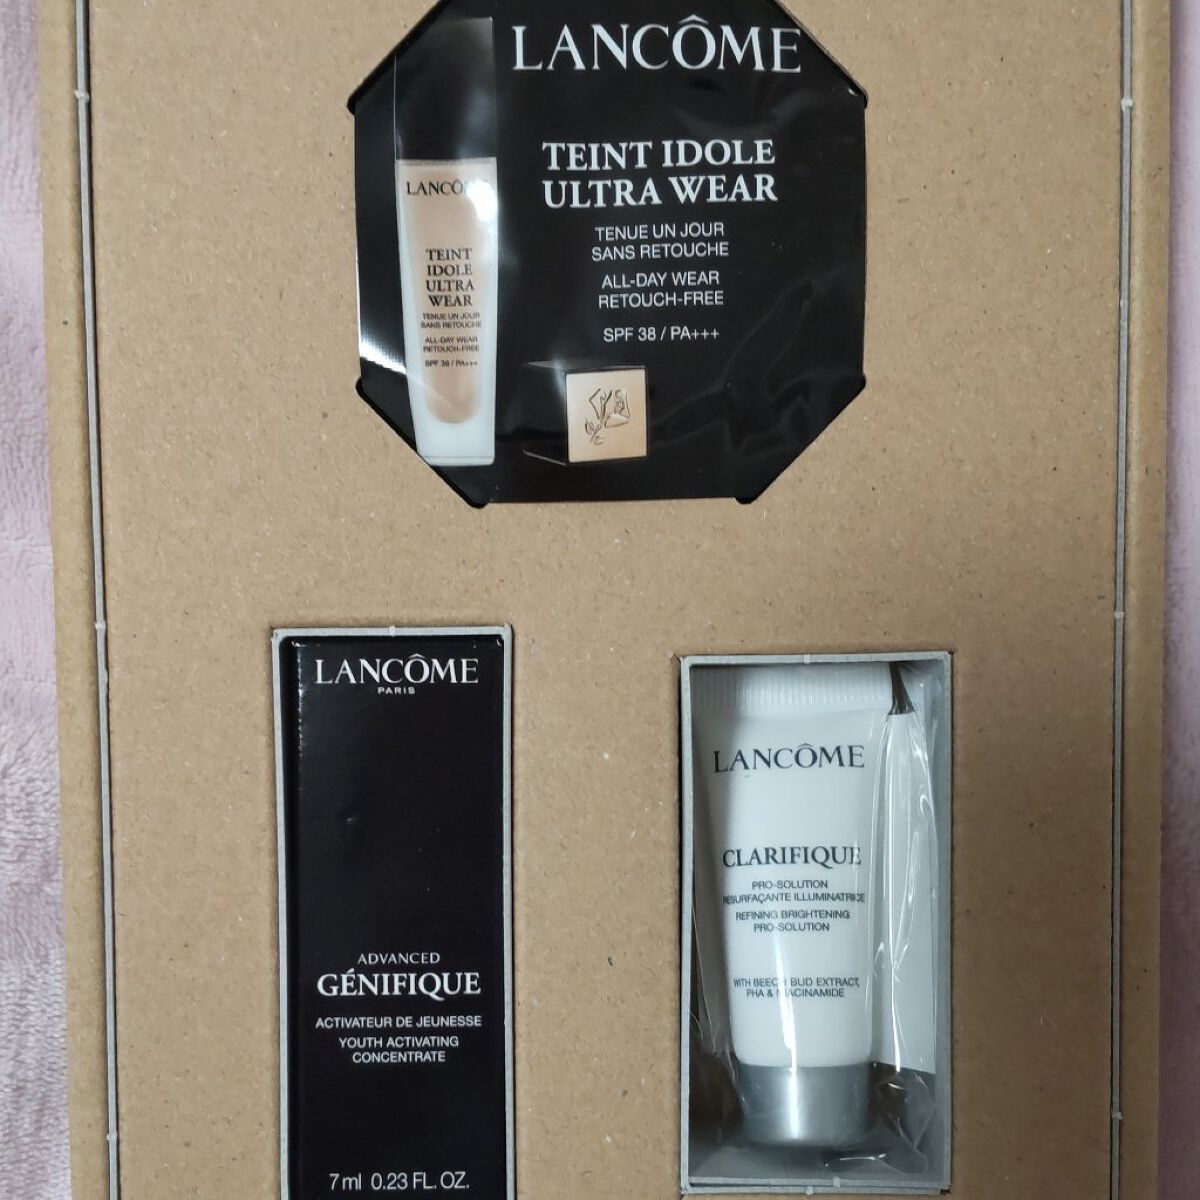 LANCÔME
TEINT IDOLE
ULTRA WEAR
TENUE UN JOUR
SANS RETOUCHE
ALL-DAY WEAR
RETOUCH-FREE
SPF 38 / PA+++
LANCÔME
TEINT
IDOLE
ULTRA
WEAR
TENUE UN JOUR
SANS RETOUCHE
ALL-DAY WEAR
RETOUCH-FREE
SPF 38 / PA+++
LANCÔME
PARIS
ADVANCED
GÉNIFIQUE
ACTIVATEUR DE JEUNESSE
YOUTH ACTIVATING
CONCENTRATE
7 ml 0.23 FL. OZ.
LANCÔME
CLARIFIQUE
PRO-SOLUTION
RESURFAÇANTE ILLUMINATRICE
REFINING BRIGHTENING
PRO-SOLUTION
WITH BEECH BUD EXTRACT,
PHA & NIACINAMIDE